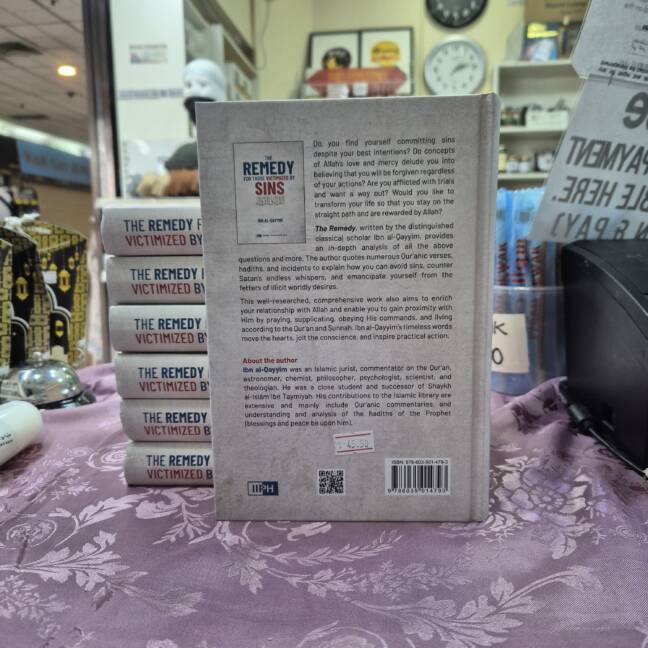 THE
REMEDY
FOR THOSE VICTIMIZED BY
SINS
IBN AL-QAYYIM
Do you find yourself committing sins
despite your best intentions? Do concepts
of Allah's love and mercy delude you into
believing that you will be forgiven regardless
of your actions? Are you afflicted with trials
and want a way out? Would you like to
transform your life so that you stay on the
straight path and are rewarded by Allah?
The Remedy, written by the distinguished
classical scholar Ibn al-Qayyim, provides
an in-depth analysis of all the above
questions and more. The author quotes numerous Qur'anic verses,
hadiths, and incidents to explain how you can avoid sins, counter
Satan's endless whispers, and emancipate yourself from the
fetters of illicit worldly desires.
This well-researched, comprehensive work also aims to enrich
your relationship with Allah and enable you to gain proximity with
Him by praying, supplicating, obeying His commands, and living
according to the Qur'an and Sunnah. Ibn al-Qayyim's timeless words
move the hearts, jolt the conscience, and inspire practical action.
About the author
Ibn al-Qayyim was an Islamic jurist, commentator on the Qur'an,
astronomer, chemist, philosopher, psychologist, scientist, and
theologian. He was a close student and successor of Shaykh
al-Islâm Ibn Taymiyah. His contributions to the Islamic library are
extensive and mainly include Qur'anic commentaries, and
understanding and analysis of the hadiths of the Prophet
(blessings and peace be upon him).
IIPH
THE REMEDY
VICTIMIZED BY
THE REMEDY
VICTIMIZED BY
THE REMEDY
VICTIMIZED BY
THE REMEDY
VICTIMIZED BY
THE REMEDY
VICTIMIZED BY
THE REMEDY
VICTIMIZED BY
PAYMENT